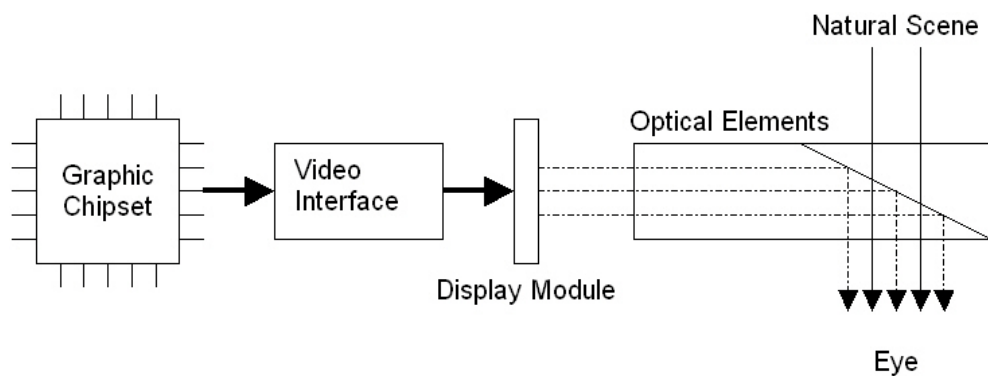 Natural Scene
Optical Elements
Graphic
Chipset
Video
Interface
Display Module
Eye